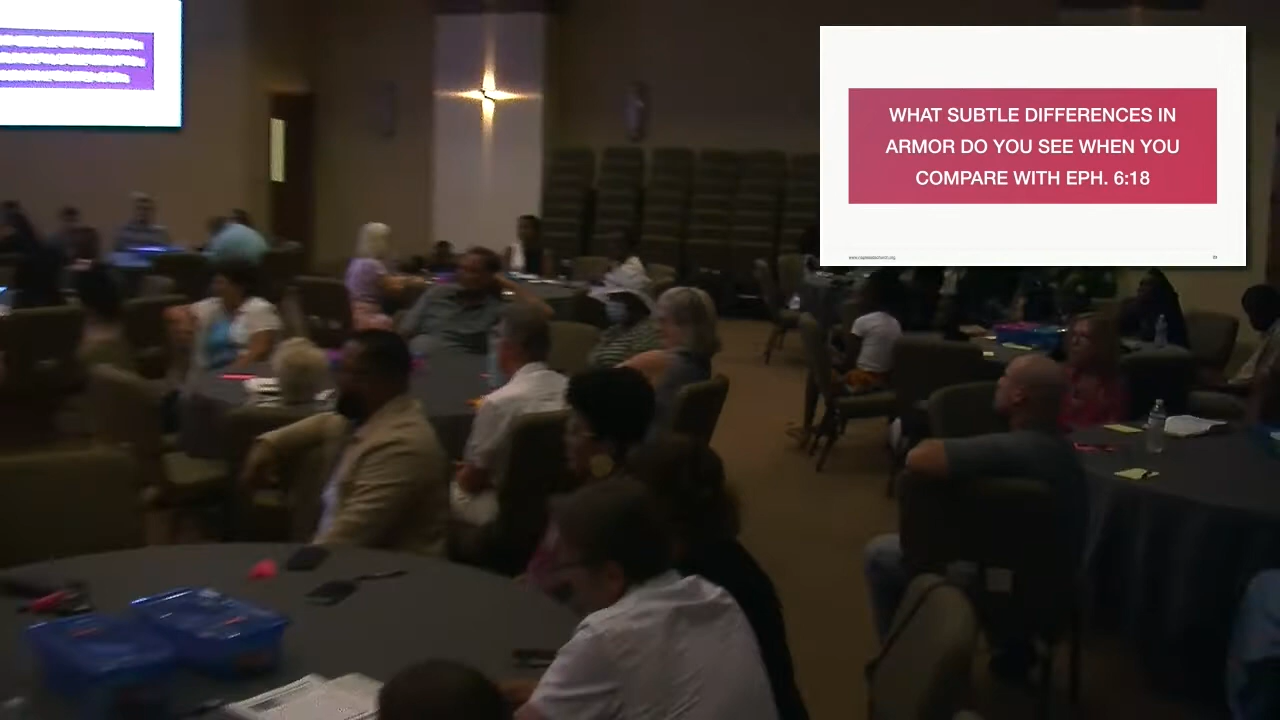 WHAT SUBTLE DIFFERENCES IN
ARMOR DO YOU SEE WHEN YOU
COMPARE WITH EPH. 6:18